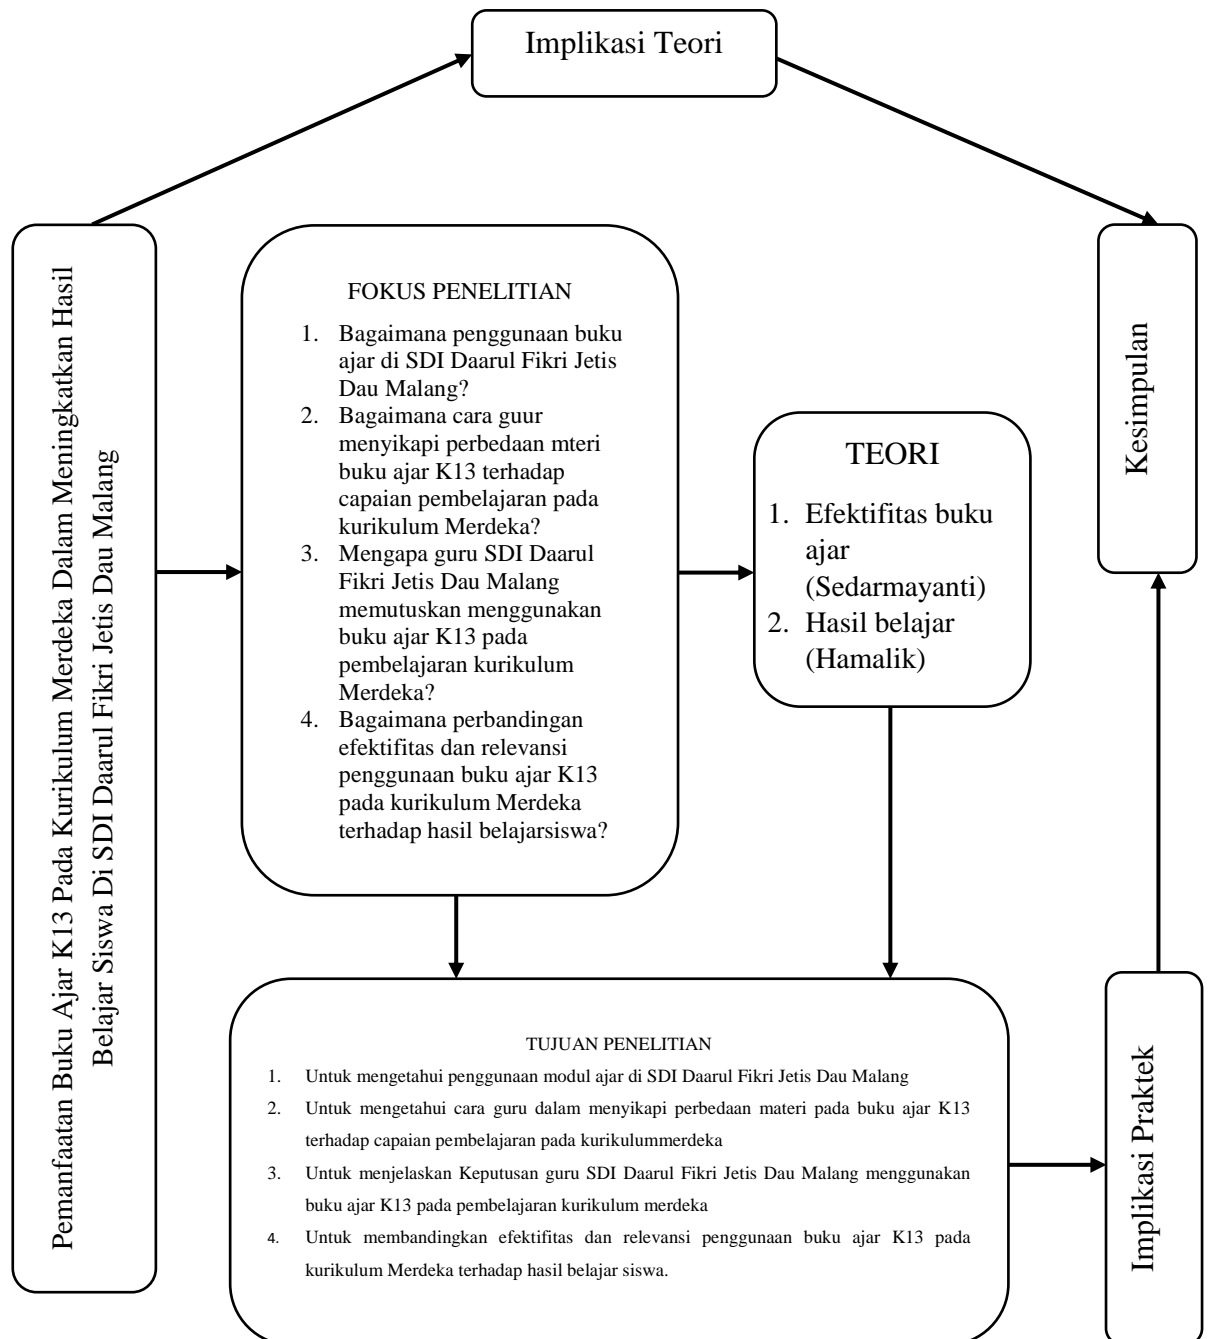 Implikasi Teori
Pemanfaatan Buku Ajar K13 Pada Kurikulum Merdeka Dalam Meningkatkan Hasil
Belajar Siswa Di SDI Daarul Fikri Jetis Dau Malang
FOKUS PENELITIAN
1. Bagaimana penggunaan buku
ajar di SDI Daarul Fikri Jetis
Dau Malang?
2. Bagaimana cara guur
menyikapi perbedaan mteri
buku ajar K13 terhadap
capaian pembelajaran pada
kurikulum Merdeka?
3. Mengapa guru SDI Daarul
Fikri Jetis Dau Malang
memutuskan menggunakan
buku ajar K13 pada
pembelajaran kurikulum
Merdeka?
4. Bagaimana perbandingan
efektifitas dan relevansi
penggunaan buku ajar K13
pada kurikulum Merdeka
terhadap hasil belajarsiswa?
TEORI
1. Efektifitas buku
ajar
(Sedarmayanti)
2. Hasil belajar
(Hamalik)
Kesimpulan
TUJUAN PENELITIAN
1. Untuk mengetahui penggunaan modul ajar di SDI Daarul Fikri Jetis Dau Malang
2. Untuk mengetahui cara guru dalam menyikapi perbedaan materi pada buku ajar K13
terhadap capaian pembelajaran pada kurikulummerdeka
3. Untuk menjelaskan Keputusan guru SDI Daarul Fikri Jetis Dau Malang menggunakan
buku ajar K13 pada pembelajaran kurikulum merdeka
4. Untuk membandingkan efektifitas dan relevansi penggunaan buku ajar K13 pada
kurikulum Merdeka terhadap hasil belajar siswa.
Implikasi Praktek